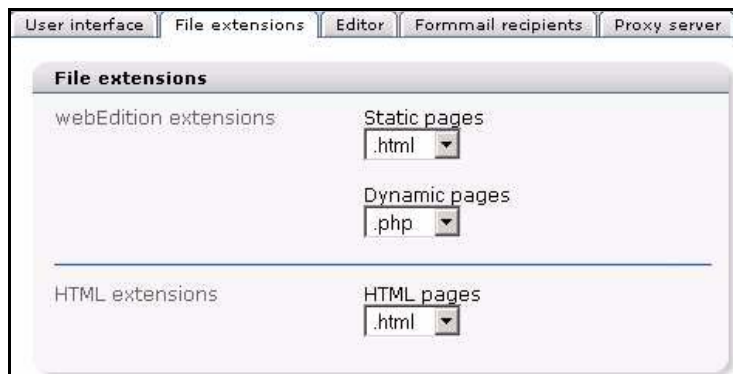 User interface File extensions Editor Formmail recipients Proxy server
File extensions
webEdition extensions Static pages
.html
Dynamic pages
.php
HTML extensions HTML pages
.html